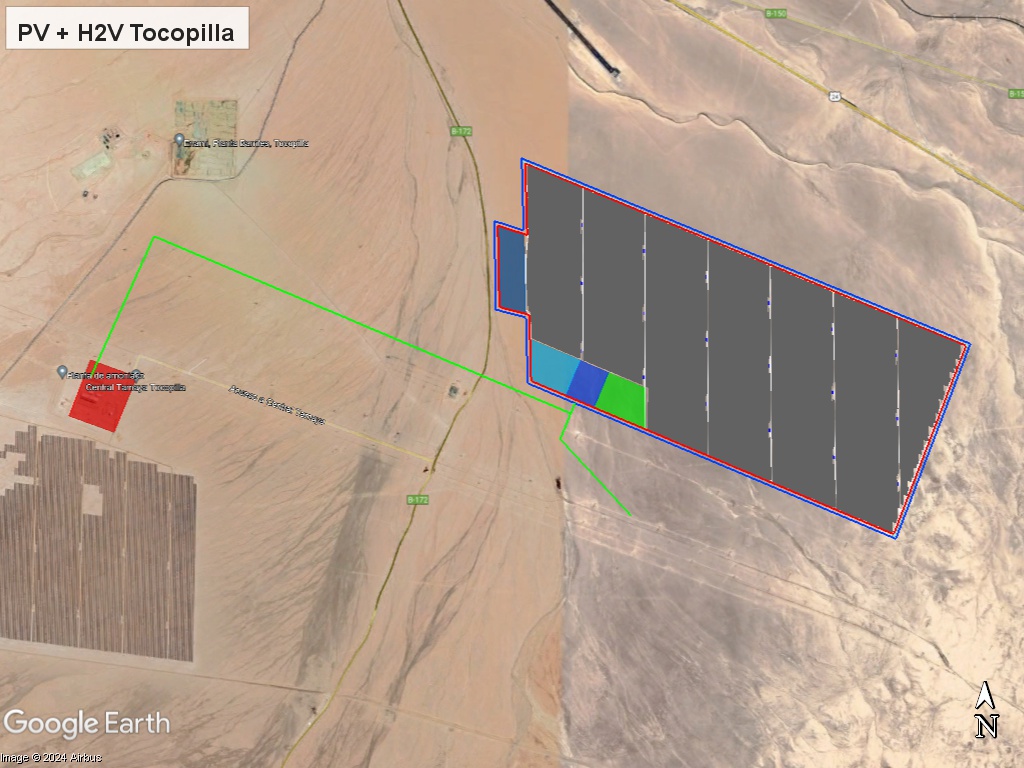 PV + H2V Tocopilla
B-150
24
B-15
B-172
Enami, Planta Barriles, Tocopilla
Planta de amoniaco
Central Tamaya Tocopilla
Acceso a Central Tamaya
B-172
Google Earth
Image © 2024 Airbus
N